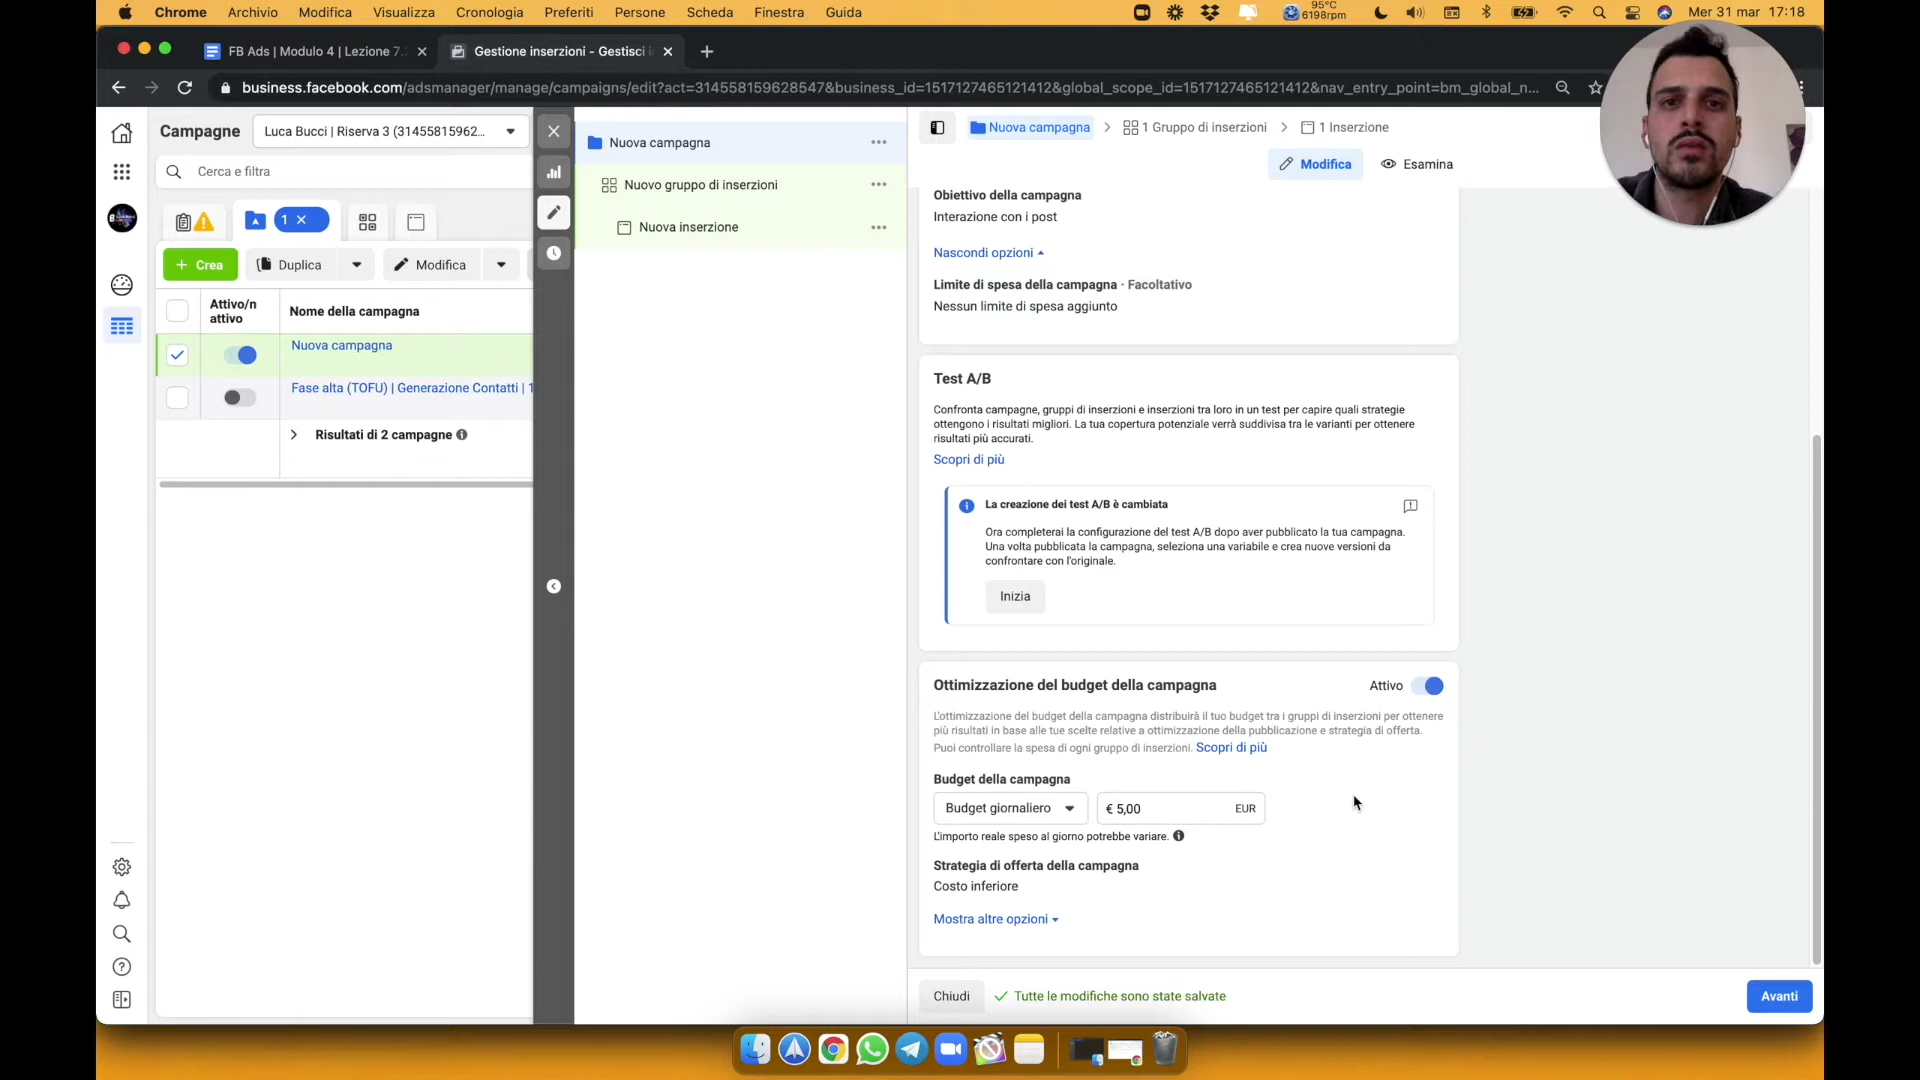 Chrome Archivio Modifica Visualizza Cronologia Preferiti Persone Scheda Finestra Guida
95°C
6198rpm
Mer 31 mar 17:18
FB Ads | Modulo 4 | Lezione 7.
Gestione inserzioni - Gestisci i
business.facebook.com/adsmanager/manage/campaigns/edit?act=314558159628547&business_id=1517127465121412&global_scope_id=1517127465121412&nav_entry_point=bm_global_n...
Campagne
Luca Bucci | Riserva 3 (31455815962...
Cerca e filtra
1
Crea
Duplica
Modifica
Attivo/n
attivo
Nome della campagna
Nuova campagna
Fase alta (TOFU) | Generazione Contatti | 1
Risultati di 2 campagne
Nuova campagna
Nuovo gruppo di inserzioni
Nuova inserzione
Nuova campagna
1 Gruppo di inserzioni
1 Inserzione
Modifica
Esamina
Obiettivo della campagna
Interazione con i post
Nascondi opzioni
Limite di spesa della campagna · Facoltativo
Nessun limite di spesa aggiunto
Test A/B
Confronta campagne, gruppi di inserzioni e inserzioni tra loro in un test per capire quali strategie
ottengono i risultati migliori. La tua copertura potenziale verrà suddivisa tra le varianti per ottenere
risultati più accurati.
Scopri di più
La creazione dei test A/B è cambiata
Ora completerai la configurazione del test A/B dopo aver pubblicato la tua campagna.
Una volta pubblicata la campagna, seleziona una variabile e crea nuove versioni da
confrontare con l'originale.
Inizia
Ottimizzazione del budget della campagna
Attivo
L'ottimizzazione del budget della campagna distribuirà il tuo budget tra i gruppi di inserzioni per ottenere
più risultati in base alle tue scelte relative a ottimizzazione della pubblicazione e strategia di offerta.
Puoi controllare la spesa di ogni gruppo di inserzioni. Scopri di più
Budget della campagna
Budget giornaliero
€ 5,00
EUR
L'importo reale speso al giorno potrebbe variare.
Strategia di offerta della campagna
Costo inferiore
Mostra altre opzioni
Chiudi
Tutte le modifiche sono state salvate
Avanti